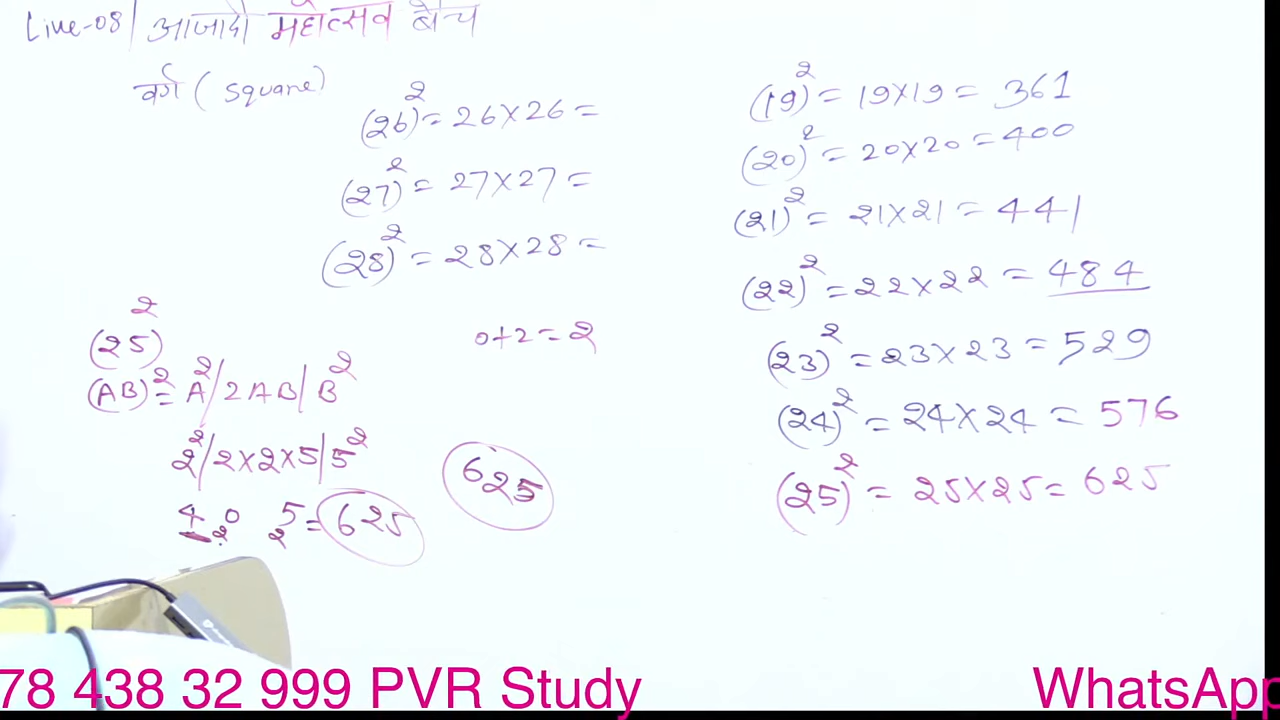 Live-08/ आजादी महोत्सव बैच
वर्ग ( square)
(26)² = 26×26 =
(27)² = 27×27 =
(28)² = 28×28 =
(25)²
0+2=2
(AB)² = A²/2AB/B²
2²/2×2×5/5²
4 ₂0 ₂5 = 625
625
(19)² = 19×19 = 361
(20)² = 20×20 = 400
(21)² = 21×21 = 441
(22)² = 22×22 = 484
(23)² = 23×23 = 529
(24)² = 24×24 = 576
(25)² = 25×25 = 625
78 438 32 999 PVR Study
WhatsApp